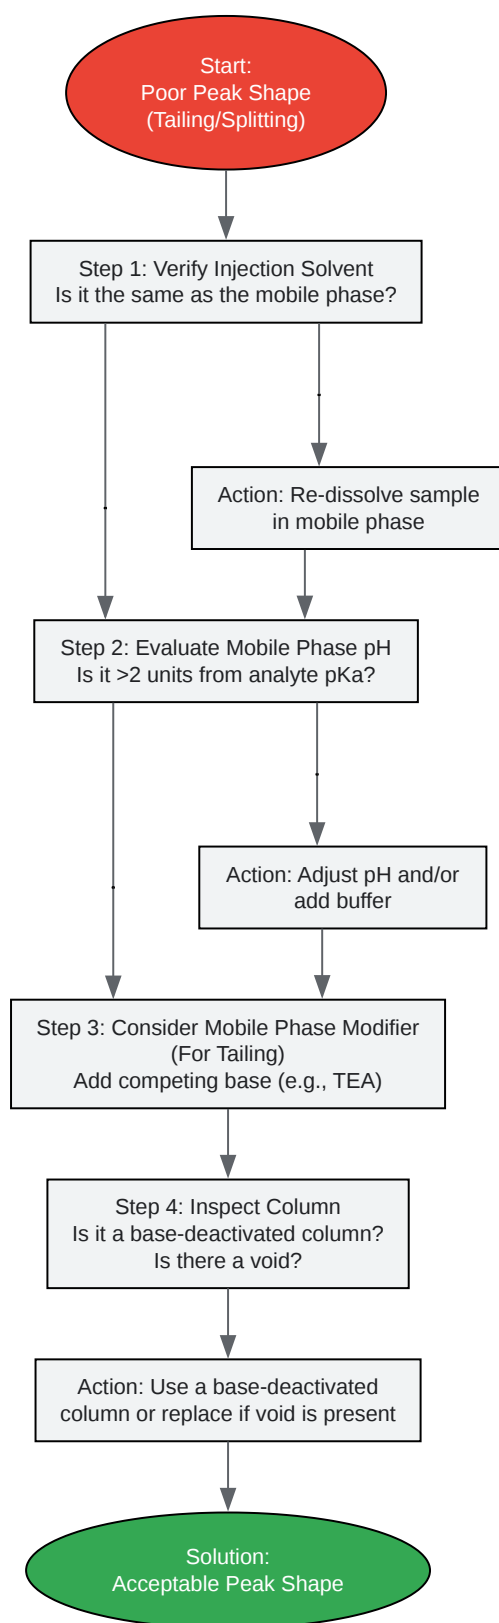 Start:
Poor Peak Shape
(Tailing/Splitting)
Step 1: Verify Injection Solvent
Is it the same as the mobile phase?
Action: Re-dissolve sample
in mobile phase
Step 2: Evaluate Mobile Phase pH
Is it >2 units from analyte pKa?
Action: Adjust pH and/or
add buffer
Step 3: Consider Mobile Phase Modifier
(For Tailing)
Add competing base (e.g., TEA)
Step 4: Inspect Column
Is it a base-deactivated column?
Is there a void?
Action: Use a base-deactivated
column or replace if void is present
Solution:
Acceptable Peak Shape